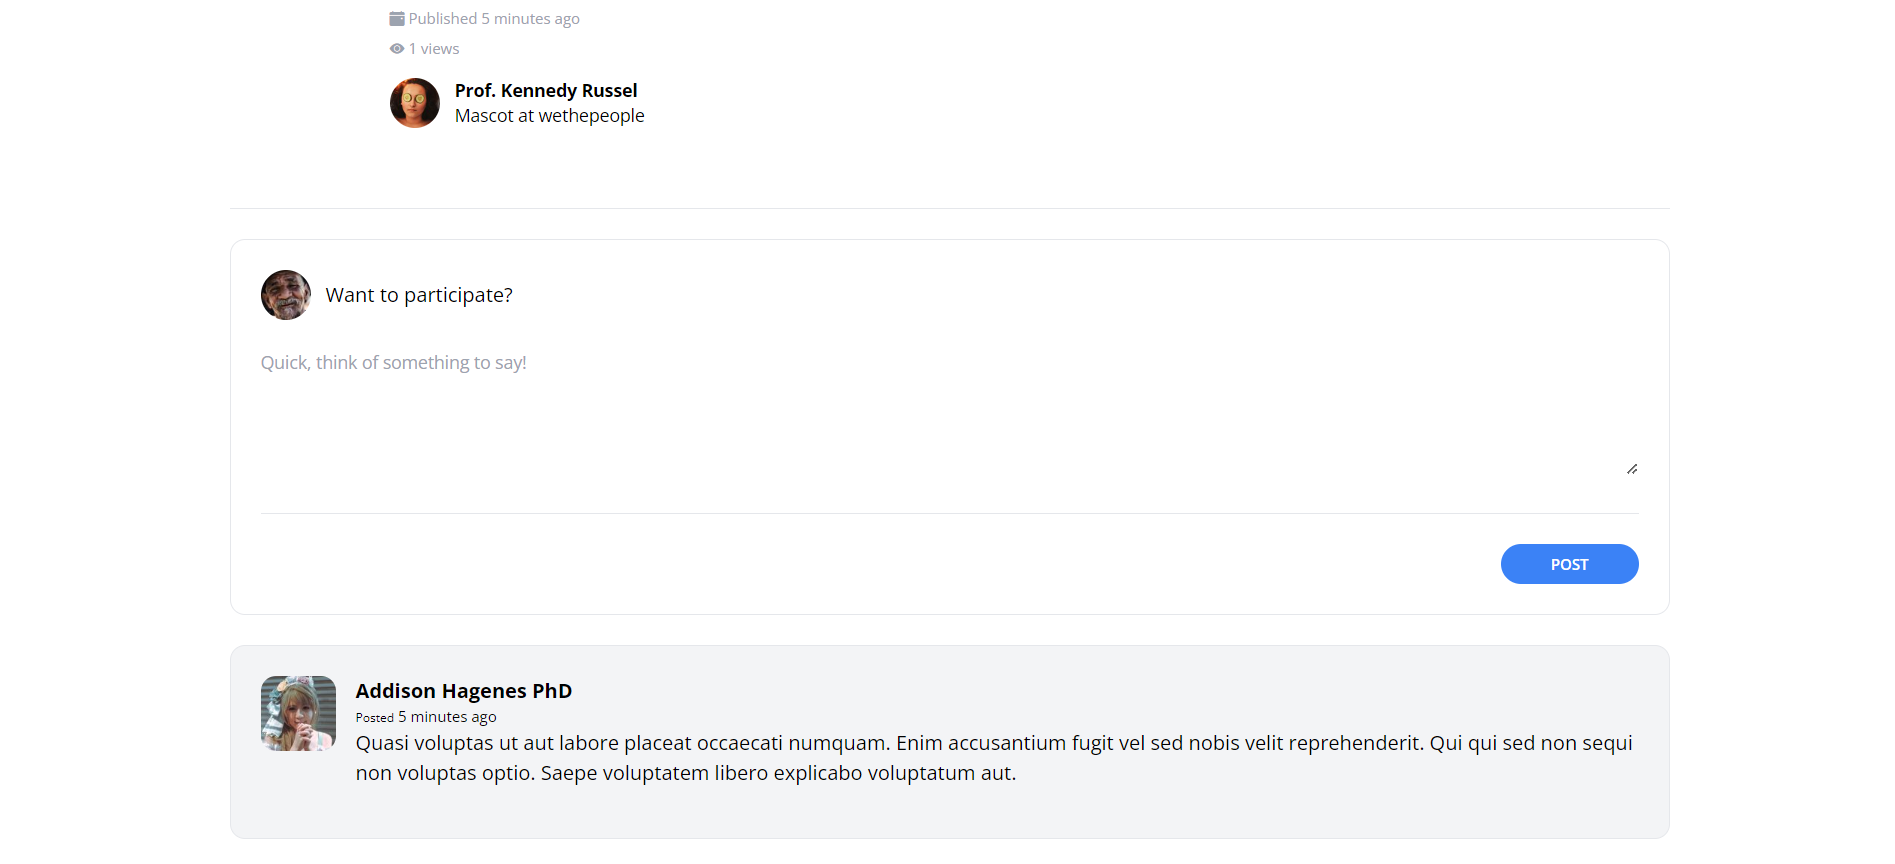 Published 5 minutes ago
1 views
Prof. Kennedy Russel
Mascot at wethepeople
Want to participate?
Quick, think of something to say!
POST
Addison Hagenes PhD
Posted 5 minutes ago
Quasi voluptas ut aut labore placeat occaecati numquam. Enim accusantium fugit vel sed nobis velit reprehenderit. Qui qui sed non sequi
non voluptas optio. Saepe voluptatem libero explicabo voluptatum aut.